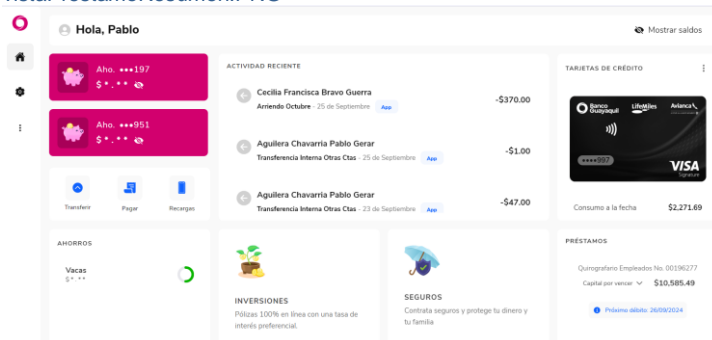 Hola, Pablo
Mostrar saldos
Aho. •••197
$ *.**
Aho. •••951
$ *.**
Transferir
Pagar
Recargas
ACTIVIDAD RECIENTE
Cecilia Francisca Bravo Guerra
Arriendo Octubre - 25 de Septiembre App
-$370.00
Aguilera Chavarria Pablo Gerar
Transferencia Interna Otras Ctas - 25 de Septiembre App
-$1.00
Aguilera Chavarria Pablo Gerar
Transferencia Interna Otras Ctas - 23 de Septiembre App
-$47.00
TARJETAS DE CRÉDITO
Banco Guayaquil LifeMiles Avianca
••••997
VISA
Signature
Consumo a la fecha $2,271.69
AHORROS
Vacas
$*.**
INVERSIONES
Pólizas 100% en línea con una tasa de
interés preferencial.
SEGUROS
Contrata seguros y protege tu dinero y
tu familia
PRÉSTAMOS
Quirografario Empleados No. 00196277
Capital por vencer $10,585.49
Próximo débito: 26/09/2024